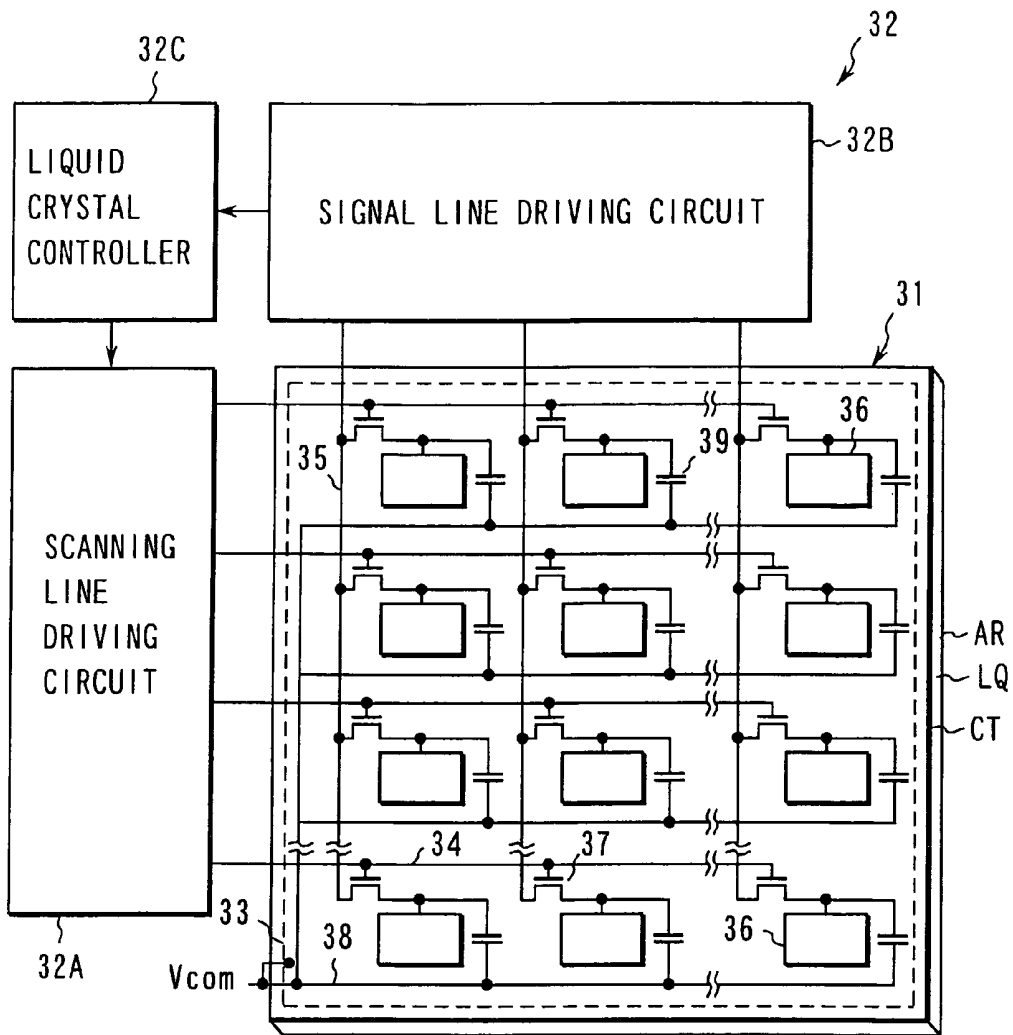 32
32C
32B
LIQUID
CRYSTAL
CONTROLLER
SIGNAL LINE DRIVING CIRCUIT
31
36
35
39
SCANNING
LINE
DRIVING
CIRCUIT
AR
LQ
CT
34
37
33
36
38
32A
Vcom